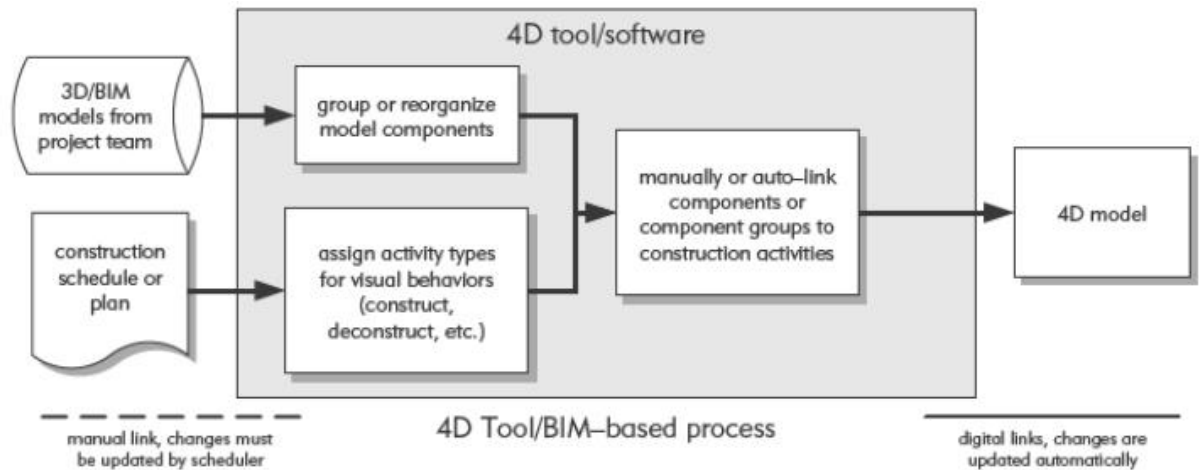 4D tool/software
3D/BIM
models from
project team
group or reorganize
model components
construction
schedule or
plan
assign activity types
for visual behaviors
(construct,
deconstruct, etc.)
manually or auto–link
components or
component groups to
construction activities
4D model
manual link, changes must
be updated by scheduler
4D Tool/BIM–based process
digital links, changes are
updated automatically